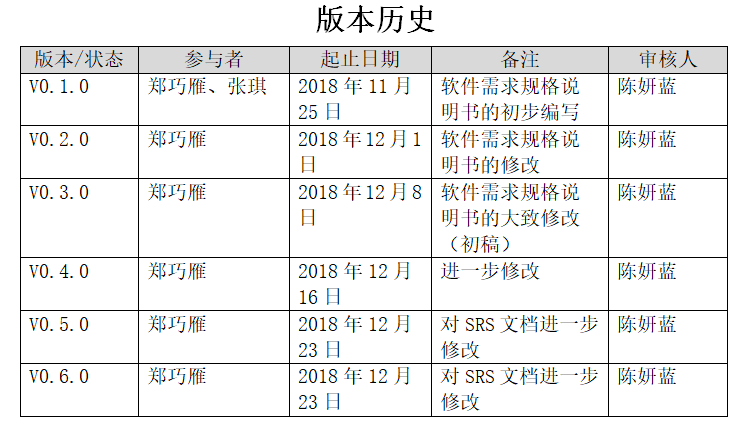 版本历史
版本/状态 参与者 起止日期 备注 审核人
V0.1.0 郑巧雁、张琪 2018 年 11 月 软件需求规格说 陈妍蓝
25 日 明书的初步编写
V0.2.0 郑巧雁 2018 年 12 月 1 软件需求规格说 陈妍蓝
日 明书的修改
V0.3.0 郑巧雁 2018 年 12 月 8 软件需求规格说 陈妍蓝
日 明书的大致修改
（初稿）
V0.4.0 郑巧雁 2018 年 12 月 进一步修改 陈妍蓝
16 日
V0.5.0 郑巧雁 2018 年 12 月 对 SRS 文档进一步 陈妍蓝
23 日 修改
V0.6.0 郑巧雁 2018 年 12 月 对 SRS 文档进一步 陈妍蓝
23 日 修改